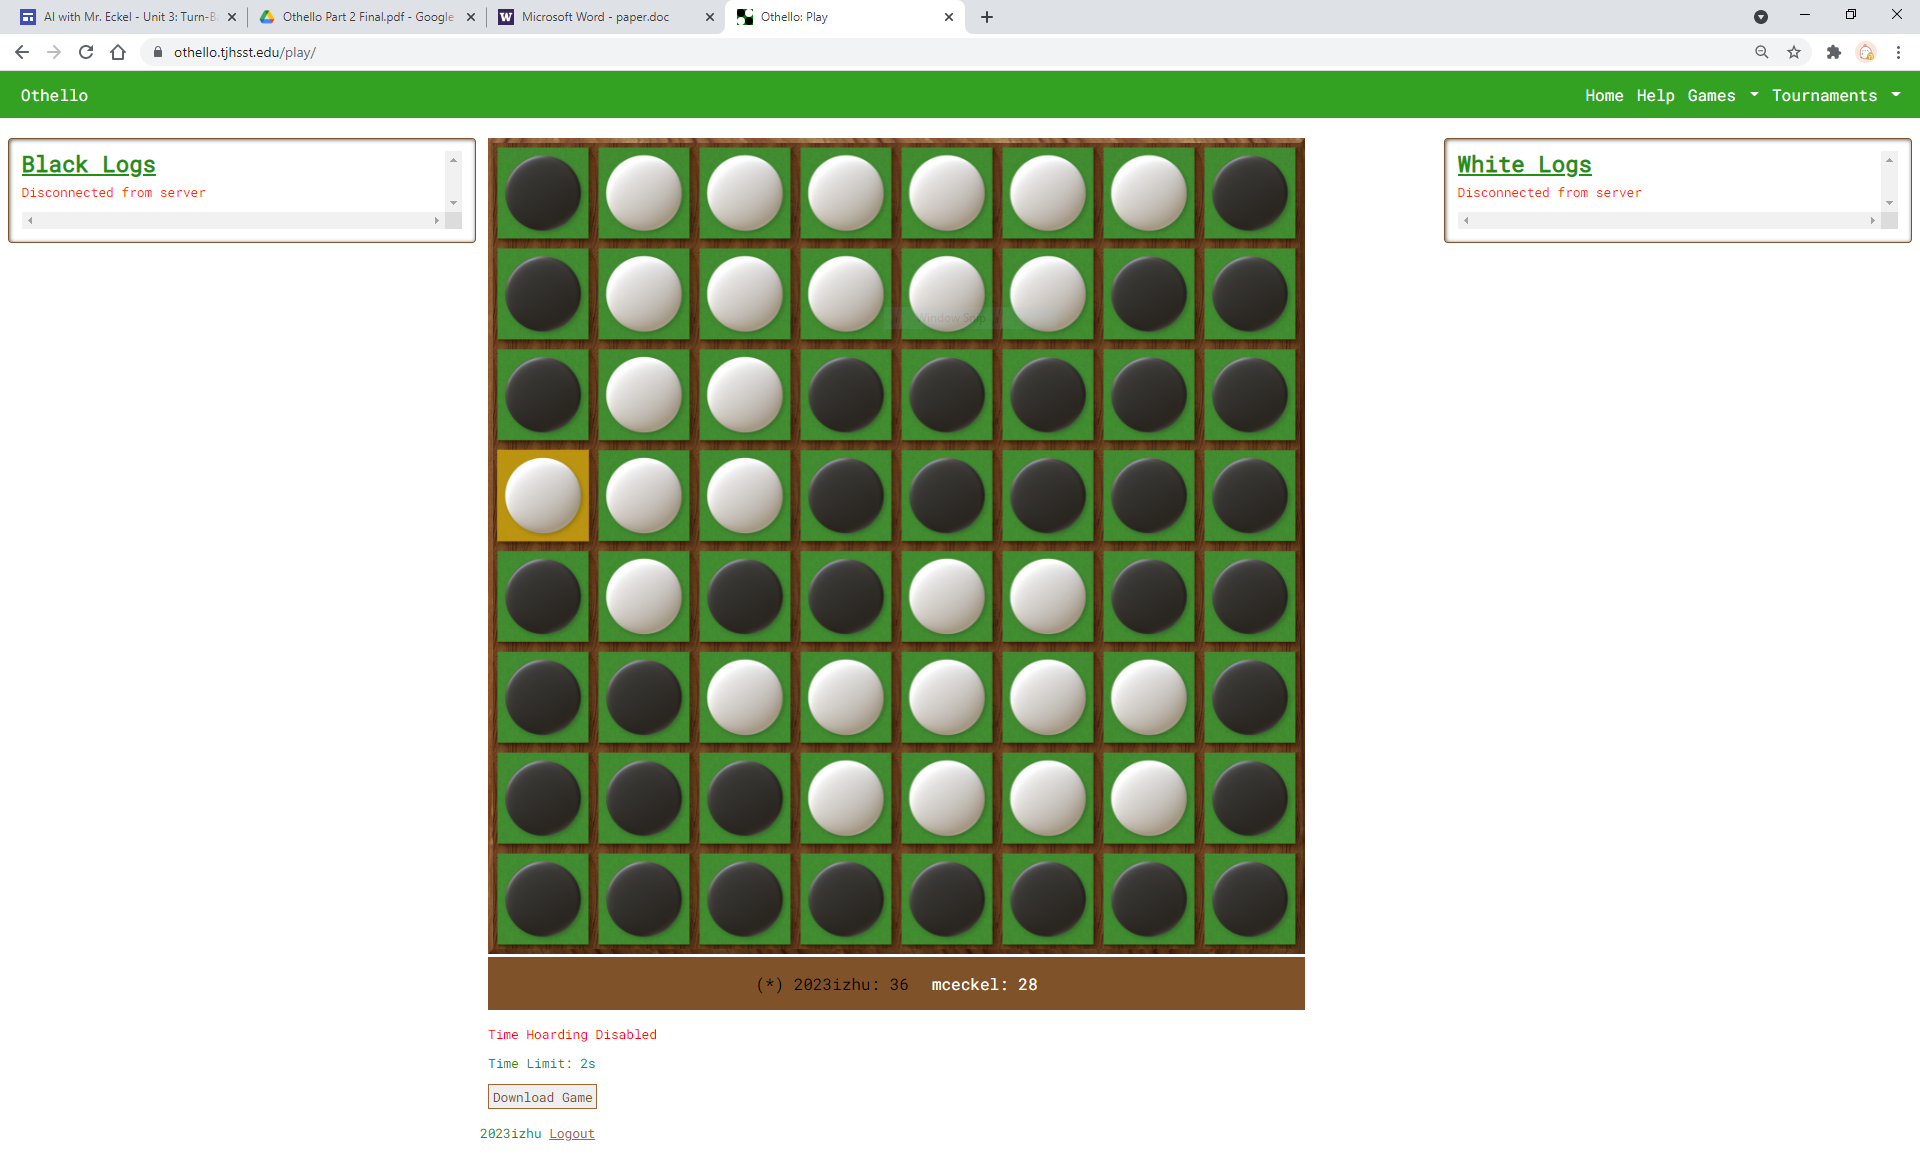 AI with Mr. Eckel - Unit 3: Turn-B
Othello Part 2 Final.pdf - Google
Microsoft Word - paper.doc
Othello: Play
othello.tjhsst.edu/play/
Othello
Home Help Games Tournaments
Black Logs
Disconnected from server
White Logs
Disconnected from server
(*) 2023izhu: 36 mceckel: 28
Time Hoarding Disabled
Time Limit: 2s
Download Game
2023izhu Logout